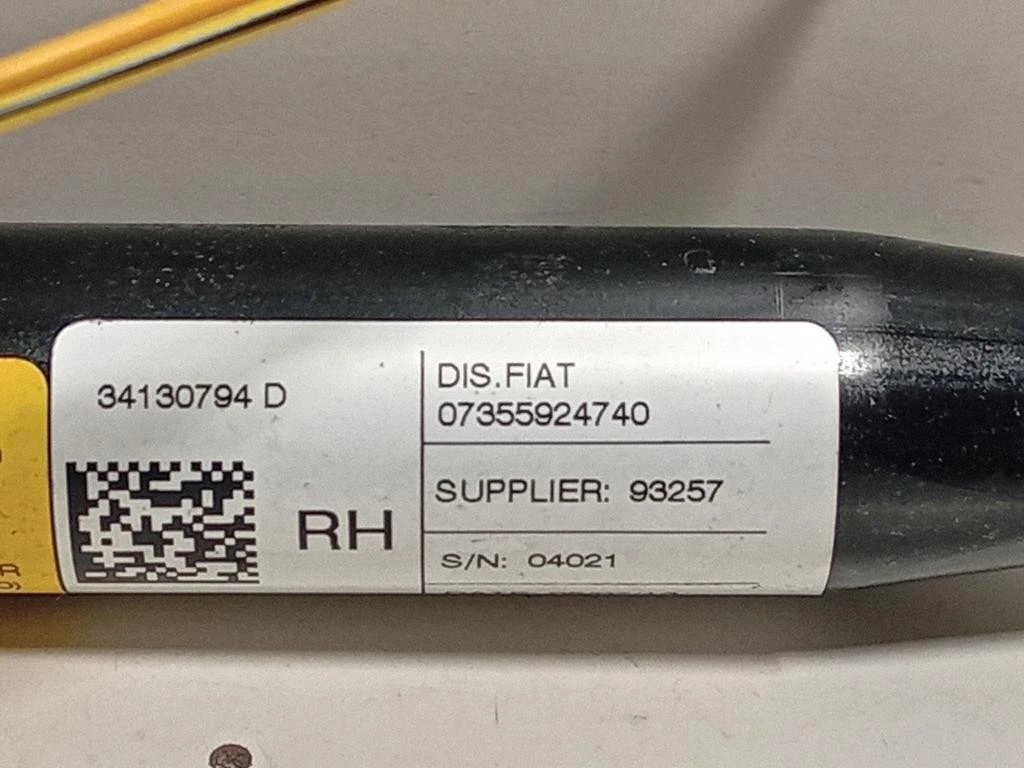 34130794 D
RH
DIS.FIAT
07355924740
SUPPLIER: 93257
S/N: 04021
R